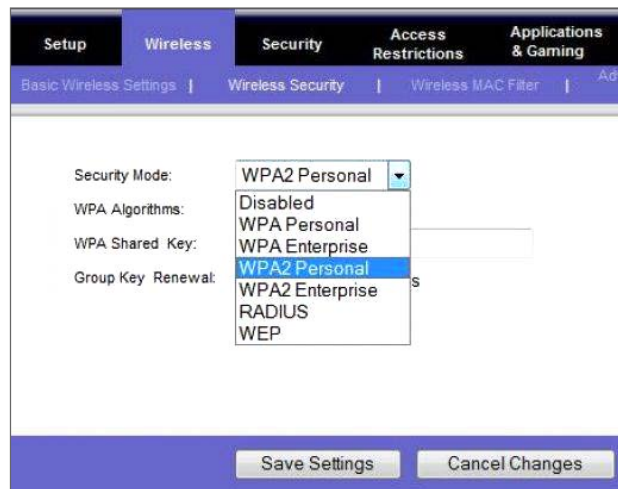 Setup Wireless Security Access Restrictions Applications & Gaming
Basic Wireless Settings | Wireless Security | Wireless MAC Filter |
Security Mode: WPA2 Personal
Disabled
WPA Algorithms:
WPA Personal
WPA Shared Key:
WPA Enterprise
WPA2 Personal
Group Key Renewal: s
WPA2 Enterprise
RADIUS
WEP
Save Settings Cancel Changes